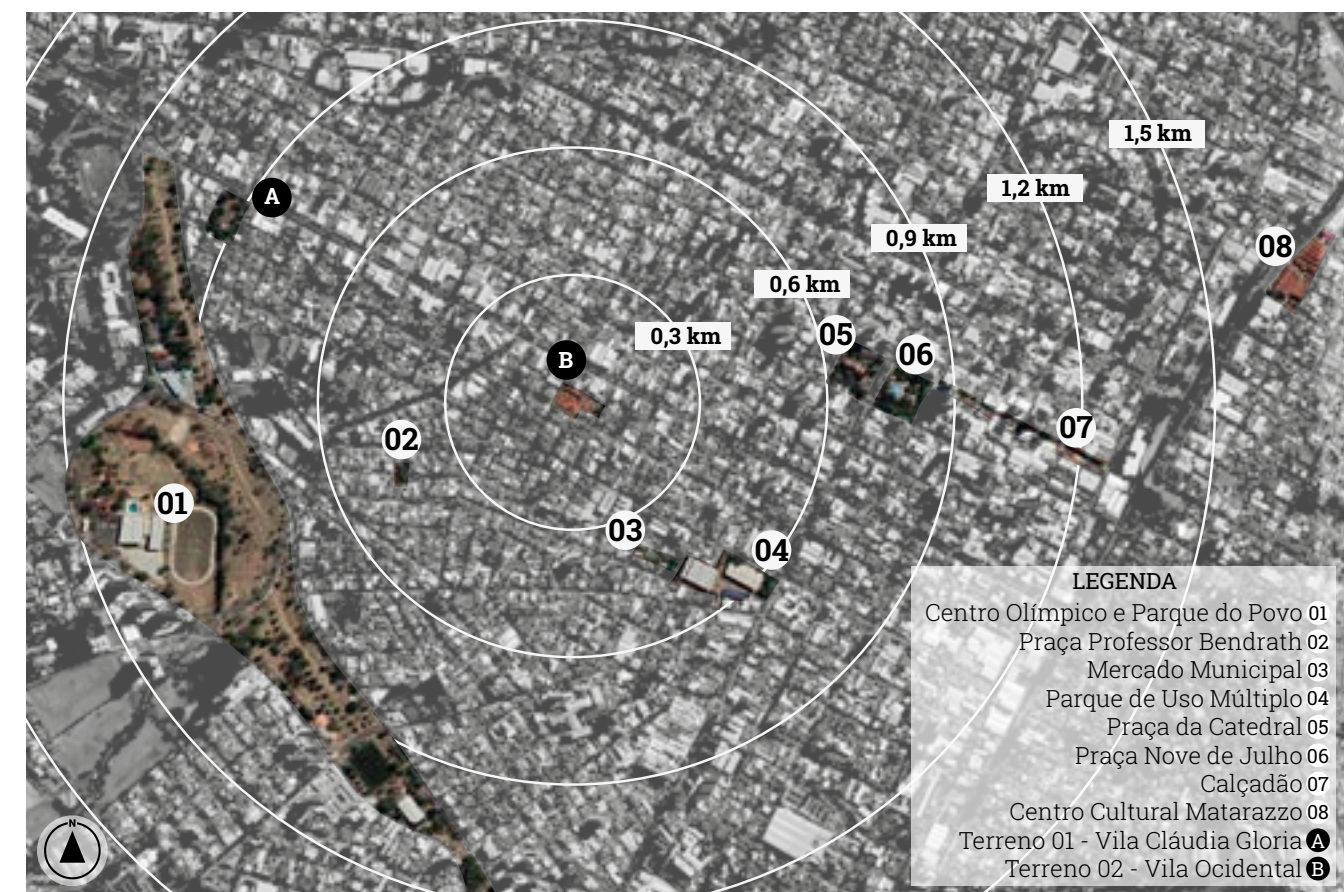 1,5 km
A
1,2 km
0,9 km
08
0,6 km
0,3 km
05
06
B
07
02
01
03
04
LEGENDA
Centro Olímpico e Parque do Povo 01
Praça Professor Bendrath 02
Mercado Municipal 03
Parque de Uso Múltiplo 04
Praça da Catedral 05
Praça Nove de Julho 06
Calçadão 07
Centro Cultural Matarazzo 08
Terreno 01 - Vila Cláudia Gloria A
Terreno 02 - Vila Ocidental B
N